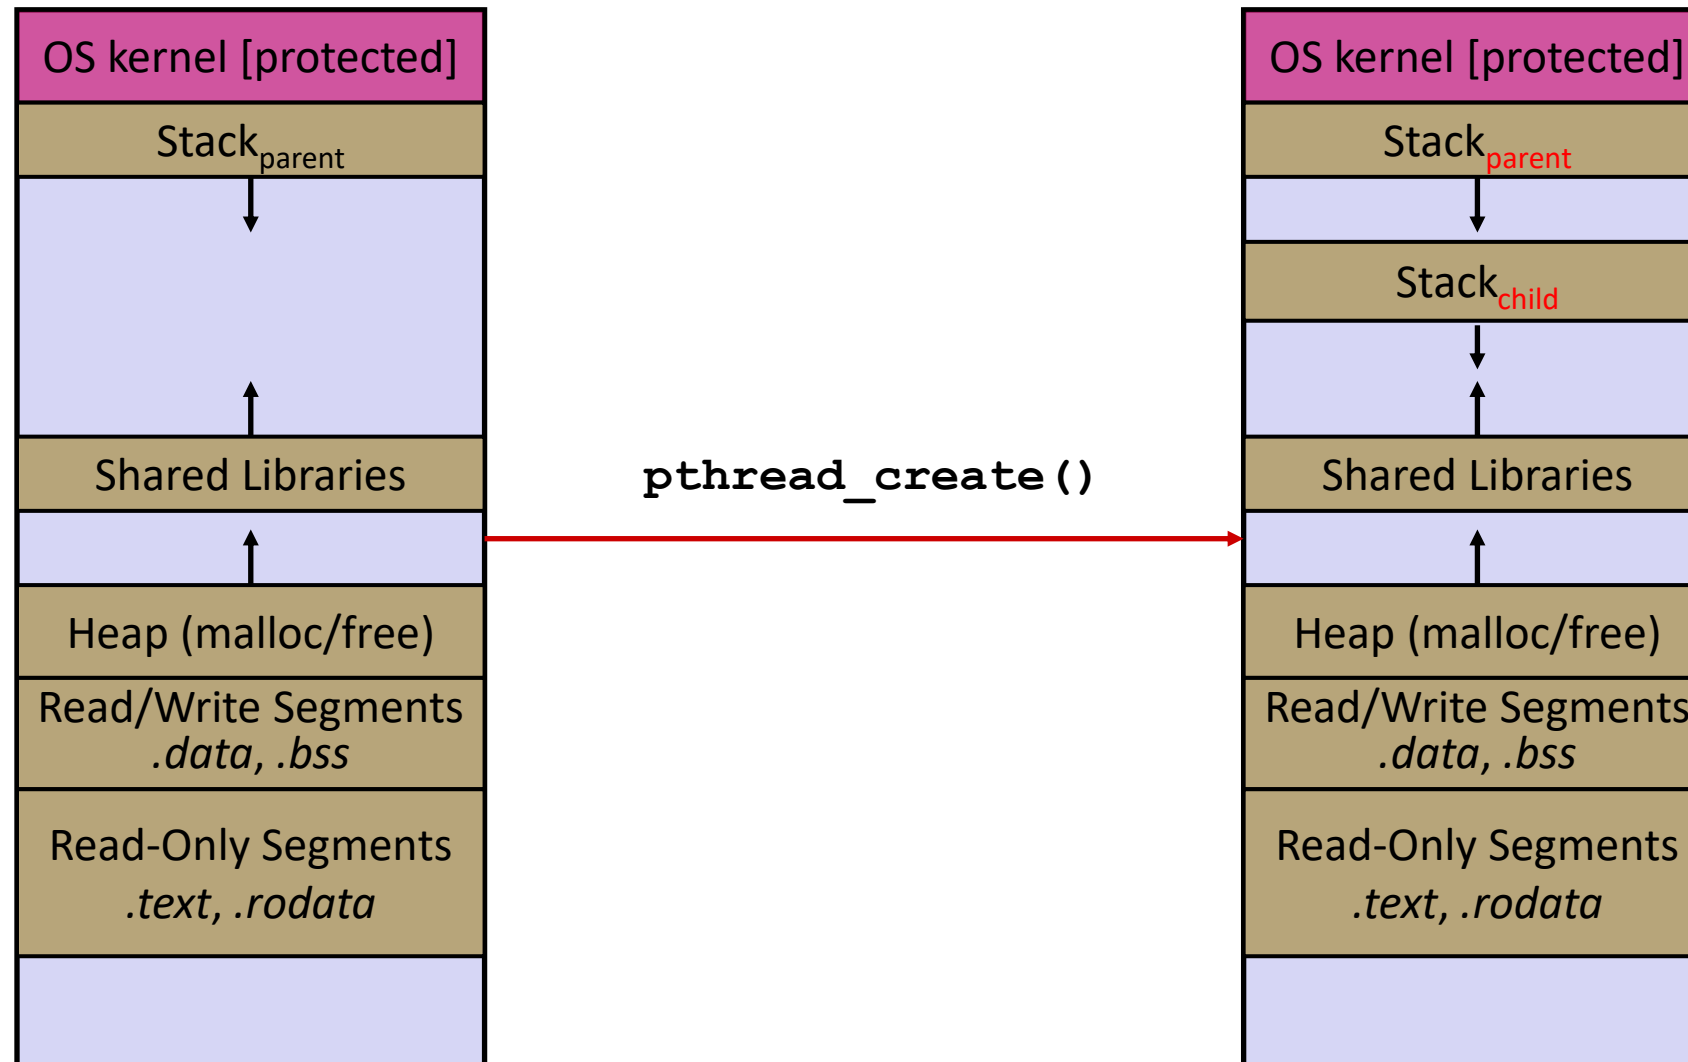 OS kernel [protected]
Stackparent
Shared Libraries
Heap (malloc/free)
Read/Write Segments
.data, .bss
Read-Only Segments
.text, .rodata
pthread_create()
OS kernel [protected]
Stackparent
Stackchild
Shared Libraries
Heap (malloc/free)
Read/Write Segments
.data, .bss
Read-Only Segments
.text, .rodata